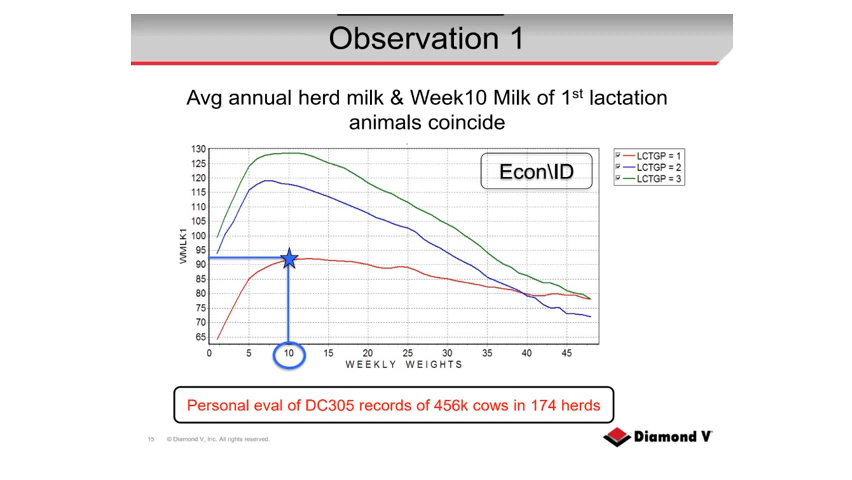 Observation 1
Avg annual herd milk & Week10 Milk of 1st lactation
animals coincide
130
125
120
115
110
105
100
95
90
85
80
75
70
65
WMLK1
Econ\ID
LCTGP = 1
LCTGP = 2
LCTGP = 3
0 5 10 15 20 25 30 35 40 45
WEEKLY WEIGHTS
Personal eval of DC305 records of 456k cows in 174 herds
15 © Diamond V, Inc. All rights reserved.
Diamond V